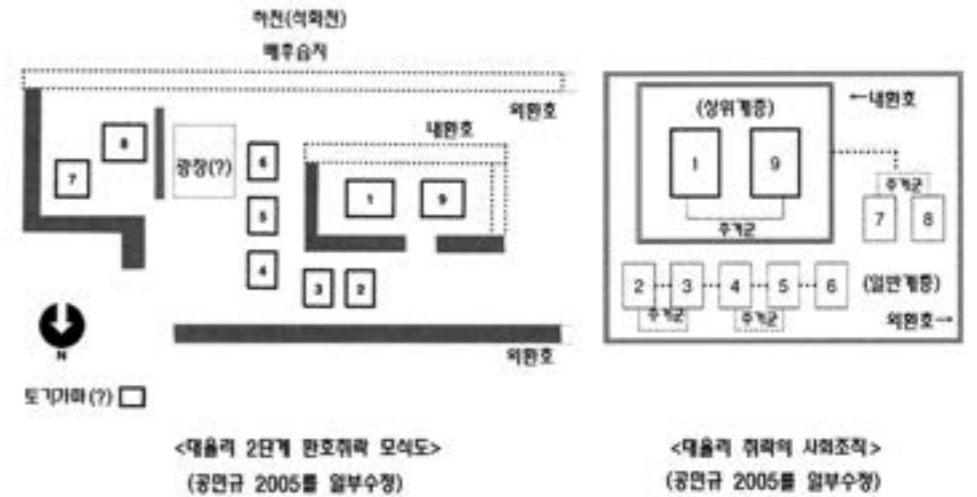 하천(석화천)
배후습지
외환호
내환호
8
7
광장(?)
6
5
4
1
9
3
2
N
외환호
토기가마(?)
<대율리 2단계 환호취락 모식도>
(공민규 2005를 일부수정)
←내환호
(상위계층)
1
9
주거군
주거군
7
8
2
3
4
5
6
(일반계층)
주거군
주거군
외환호→
<대율리 취락의 사회조직>
(공민규 2005를 일부수정)